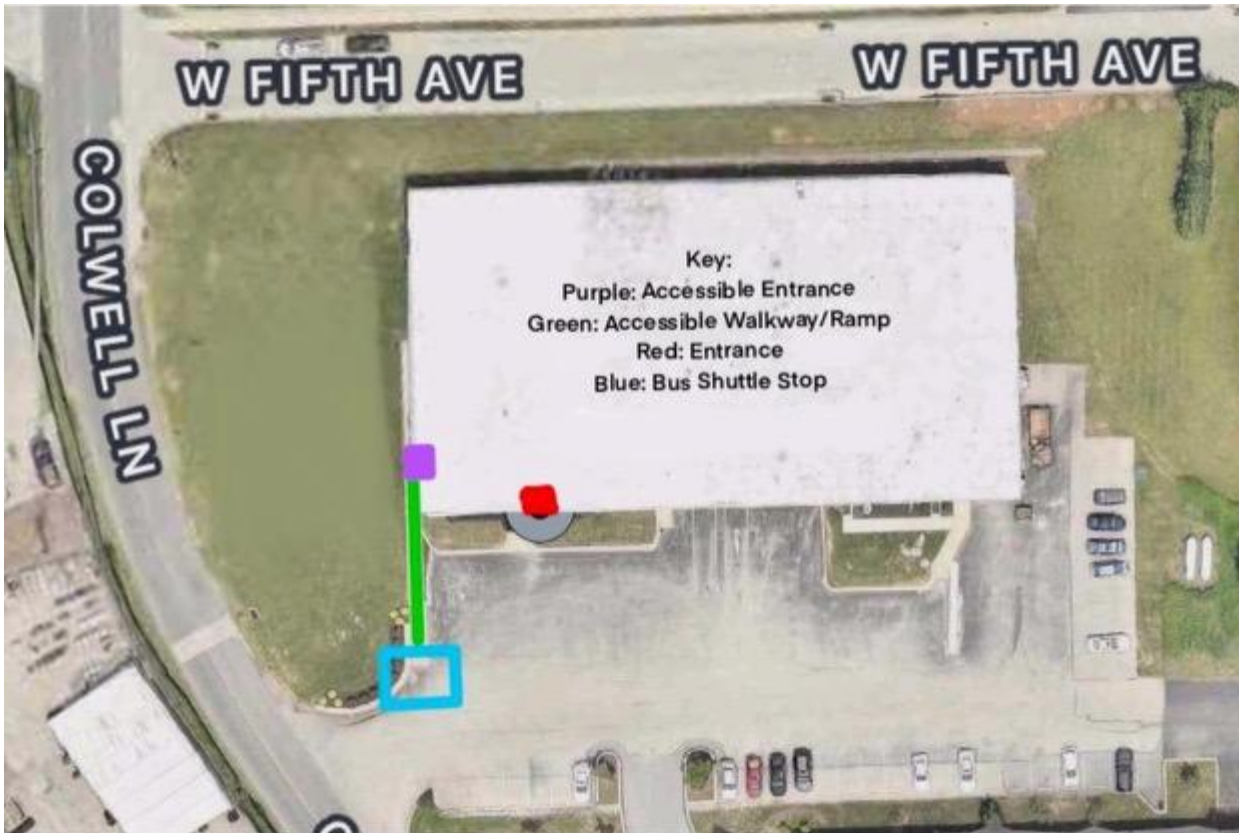 W FIFTH AVE
W FIFTH AVE
COLWELL LN
Key:
Purple: Accessible Entrance
Green: Accessible Walkway/Ramp
Red: Entrance
Blue: Bus Shuttle Stop